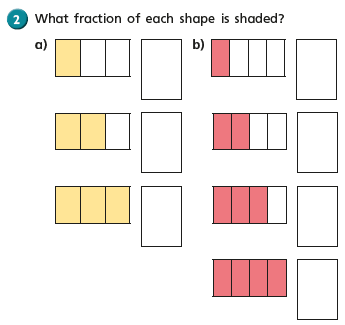 2 What fraction of each shape is shaded?
a)
b)